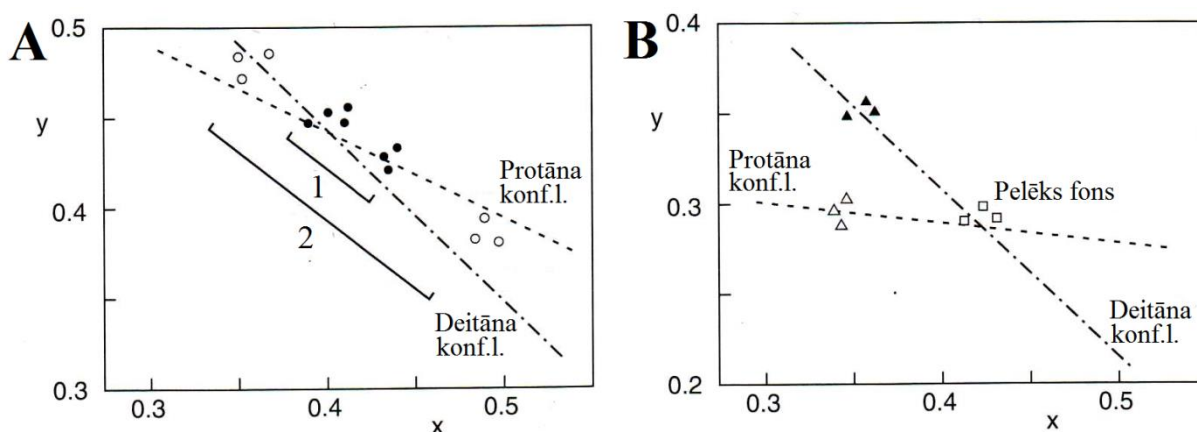 A
0.5
y
0.4
0.3
0.3
0.4
0.5
x
1
2
Protāna
konf.l.
Deitāna
konf.l.
B
0.4
y
0.3
0.2
0.3
0.4
0.5
x
Protāna
konf.l.
Pelēks fons
Deitāna
konf.l.